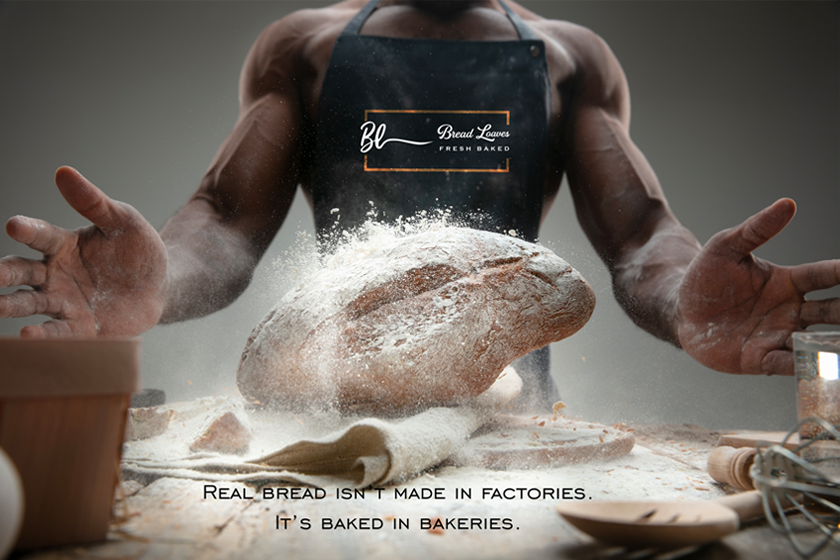 Bl
Bread Loaves
FRESH BAKED
REAL BREAD ISN'T MADE IN FACTORIES.
IT'S BAKED IN BAKERIES.